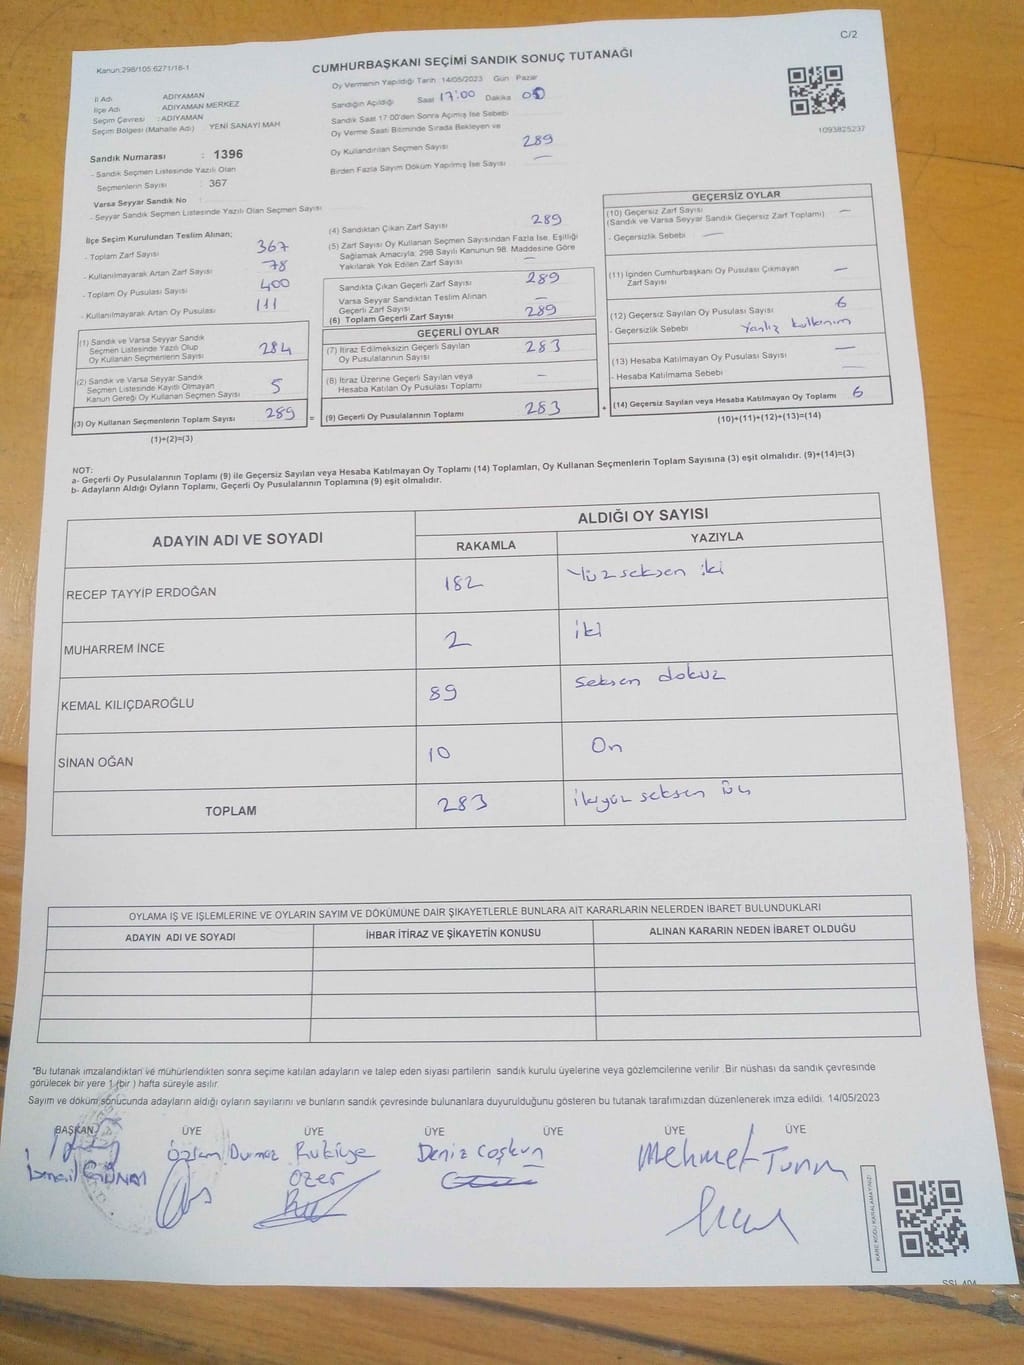 C/2
Kanun:298/105 6271/16-1
CUMHURBAŞKANI SEÇİMİ SANDIK SONUÇ TUTANAĞI
İl Adı ADIYAMAN
İlçe Adı ADIYAMAN MERKEZ
Seçim Çevresi : ADIYAMAN
Seçim Bölgesi (Mahalle Adı) YENİ SANAYİ MAH
Oy Vermenin Yapıldığı Tarih 14/05/2023 Gün Pazar
Sandığın Açıldığı Saat 17:00 Dakika
Sandık Saat 17 00'den Sonra Açılmış İse Sebebi
Oy Verme Saati Bitiminde Sırada Bekleyen ve
Oy Kullandırılan Seçmen Sayısı 289
Birden Fazla Sayım Döküm Yapılmış İse Sayısı —
1093825237
Sandık Numarası : 1396
- Sandık Seçmen Listesinde Yazılı Olan
Seçmenlerin Sayısı : 367
Varsa Seyyar Sandık No
- Seyyar Sandık Seçmen Listesinde Yazılı Olan Seçmen Sayısı
İlçe Seçim Kurulundan Teslim Alınan;
- Toplam Zarf Sayısı 367
- Kullanılmayarak Artan Zarf Sayısı 78
- Toplam Oy Pusulası Sayısı 400
- Kullanılmayarak Artan Oy Pusulası 111
(1) Sandık ve Varsa Seyyar Sandık
Seçmen Listesinde Yazılı Olup
Oy Kullanan Seçmenlerin Sayısı 284
(2) Sandık ve Varsa Seyyar Sandık
Seçmen Listesinde Kayıtlı Olmayan
Kanun Gereği Oy Kullanan Seçmen Sayısı 5
(3) Oy Kullanan Seçmenlerin Toplam Sayısı 289 =
(1)+(2)=(3)
(4) Sandıktan Çıkan Zarf Sayısı 289
(5) Zarf Sayısı Oy Kullanan Seçmen Sayısından Fazla İse, Eşitliği
Sağlamak Amacıyla; 298 Sayılı Kanunun 98. Maddesine Göre
Yakılarak Yok Edilen Zarf Sayısı —
Sandıkta Çıkan Geçerli Zarf Sayısı 289
Varsa Seyyar Sandıktan Teslim Alınan
Geçerli Zarf Sayısı —
(6) Toplam Geçerli Zarf Sayısı 289
GEÇERLİ OYLAR
(7) İtiraz Edilmeksizin Geçerli Sayılan
Oy Pusulalarının Sayısı 283
(8) İtiraz Üzerine Geçerli Sayılan veya
Hesaba Katılan Oy Pusulası Toplamı —
(9) Geçerli Oy Pusulalarının Toplamı 283 +
GEÇERSİZ OYLAR
(10) Geçersiz Zarf Sayısı —
(Sandık ve Varsa Seyyar Sandık Geçersiz Zarf Toplamı)
- Geçersizlik Sebebi —
(11) İçinden Cumhurbaşkanı Oy Pusulası Çıkmayan
Zarf Sayısı —
(12) Geçersiz Sayılan Oy Pusulası Sayısı 6
- Geçersizlik Sebebi Yanlış kullanım
(13) Hesaba Katılmayan Oy Pusulası Sayısı —
- Hesaba Katılmama Sebebi —
(14) Geçersiz Sayılan veya Hesaba Katılmayan Oy Toplamı 6
(10)+(11)+(12)+(13)=(14)
NOT:
a- Geçerli Oy Pusulalarının Toplamı (9) ile Geçersiz Sayılan veya Hesaba Katılmayan Oy Toplamı (14) Toplamları, Oy Kullanan Seçmenlerin Toplam Sayısına (3) eşit olmalıdır. (9)+(14)=(3)
b- Adayların Aldığı Oyların Toplamı, Geçerli Oy Pusulalarının Toplamına (9) eşit olmalıdır.
ADAYIN ADI VE SOYADI ALDIĞI OY SAYISI
RAKAMLA YAZIYLA
RECEP TAYYİP ERDOĞAN 182 Yüz seksen iki
MUHARREM İNCE 2 iki
KEMAL KILIÇDAROĞLU 89 seksen dokuz
SİNAN OĞAN 10 On
TOPLAM 283 ikiyüz seksen üç
OYLAMA İŞ VE İŞLEMLERİNE VE OYLARIN SAYIM VE DÖKÜMÜNE DAİR ŞİKAYETLERLE BUNLARA AİT KARARLARIN NELERDEN İBARET BULUNDUKLARI
ADAYIN ADI VE SOYADI İHBAR İTİRAZ VE ŞİKAYETİN KONUSU ALINAN KARARIN NEDEN İBARET OLDUĞU
"Bu tutanak imzalandıktan ve mühürlendikten sonra seçime katılan adayların ve talep eden siyasi partilerin sandık kurulu üyelerine veya gözlemcilerine verilir .Bir nüshası da sandık çevresinde
görülecek bir yere 1 (bir ) hafta süreyle asılır.
Sayım ve döküm sonucunda adayların aldığı oyların sayılarını ve bunların sandık çevresinde bulunanlara duyurulduğunu gösteren bu tutanak tarafımızdan düzenlenerek imza edildi. 14/05/2023
BAŞKAN ÜYE ÜYE ÜYE ÜYE ÜYE ÜYE
İsmail Özlem Durmaz Rukiye Deniz Coşkun Mehmet
Özer
KARE KODU KARALAMAYINIZ